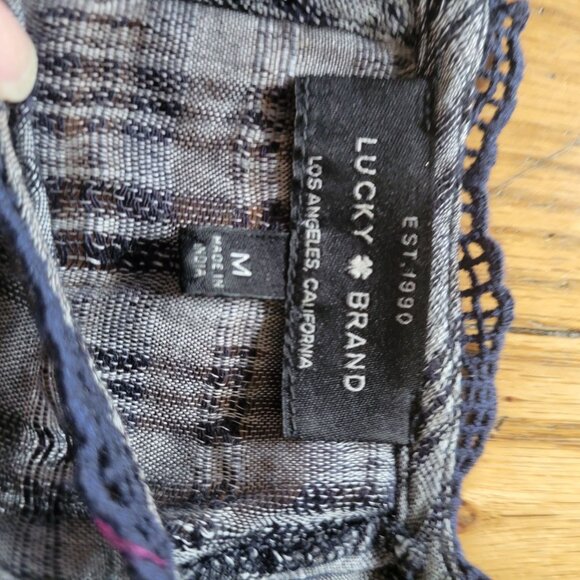 EST. 1990
LUCKY BRAND
LOS ANGELES, CALIFORNIA
M
MADE IN
INDIA